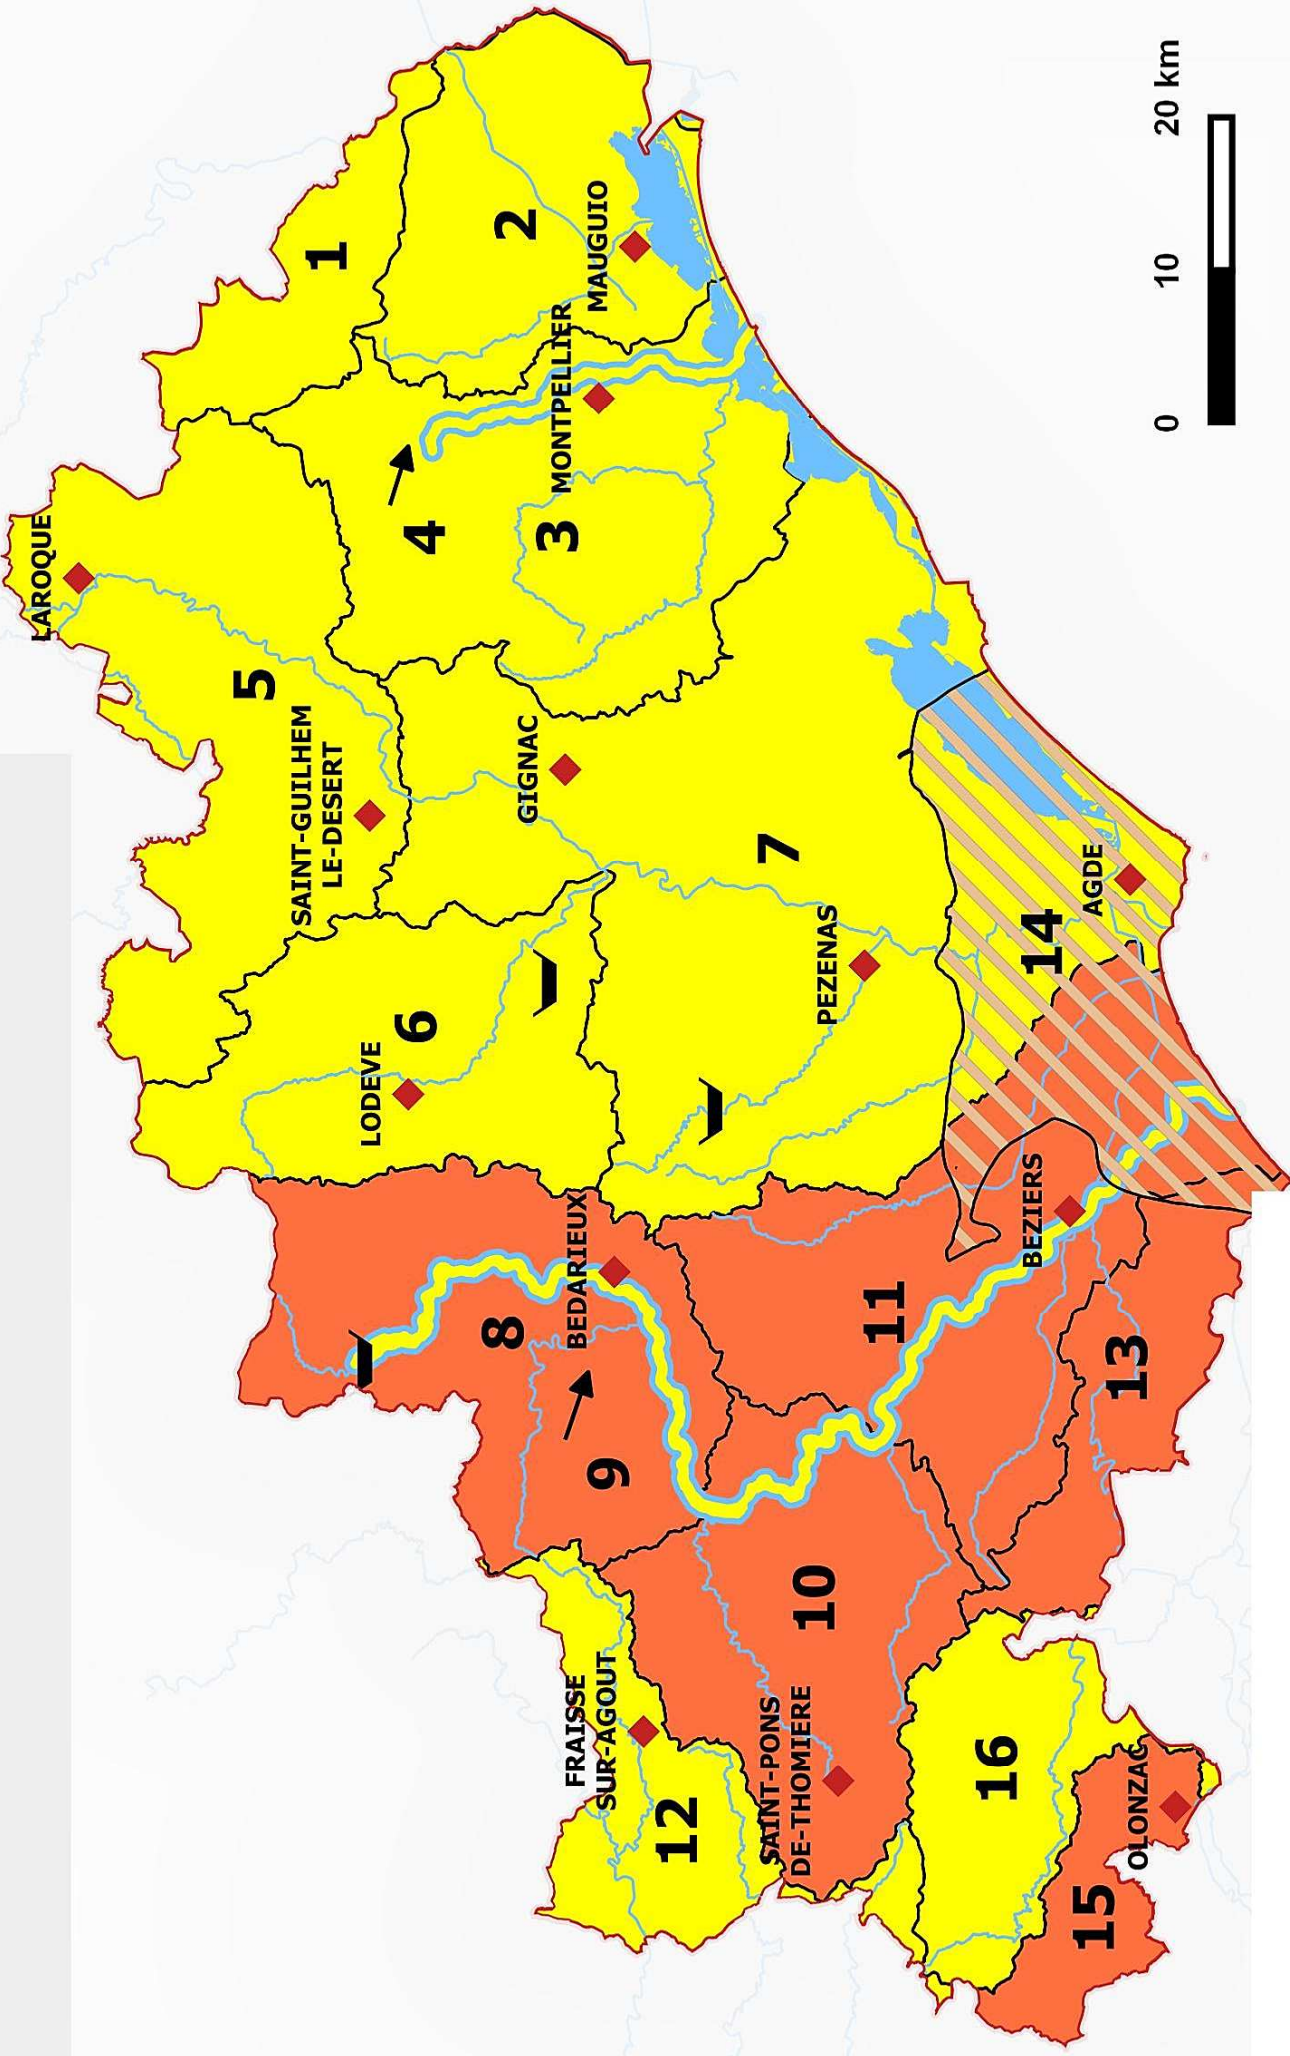 LAROQUE
1
2
5
SAINT-GUILHEM
LE-DESERT
4
3
MONTPELLIER
MAUGUIO
GIGNAC
LODEVE
6
7
PEZENAS
14
AGDE
8
BEDARIEUX
9
11
BEZIERS
13
10
FRAISSE
SUR-AGOUT
12
SAINT-PONS
DE-THOMIERE
16
OLONZAC
15
0 10 20 km